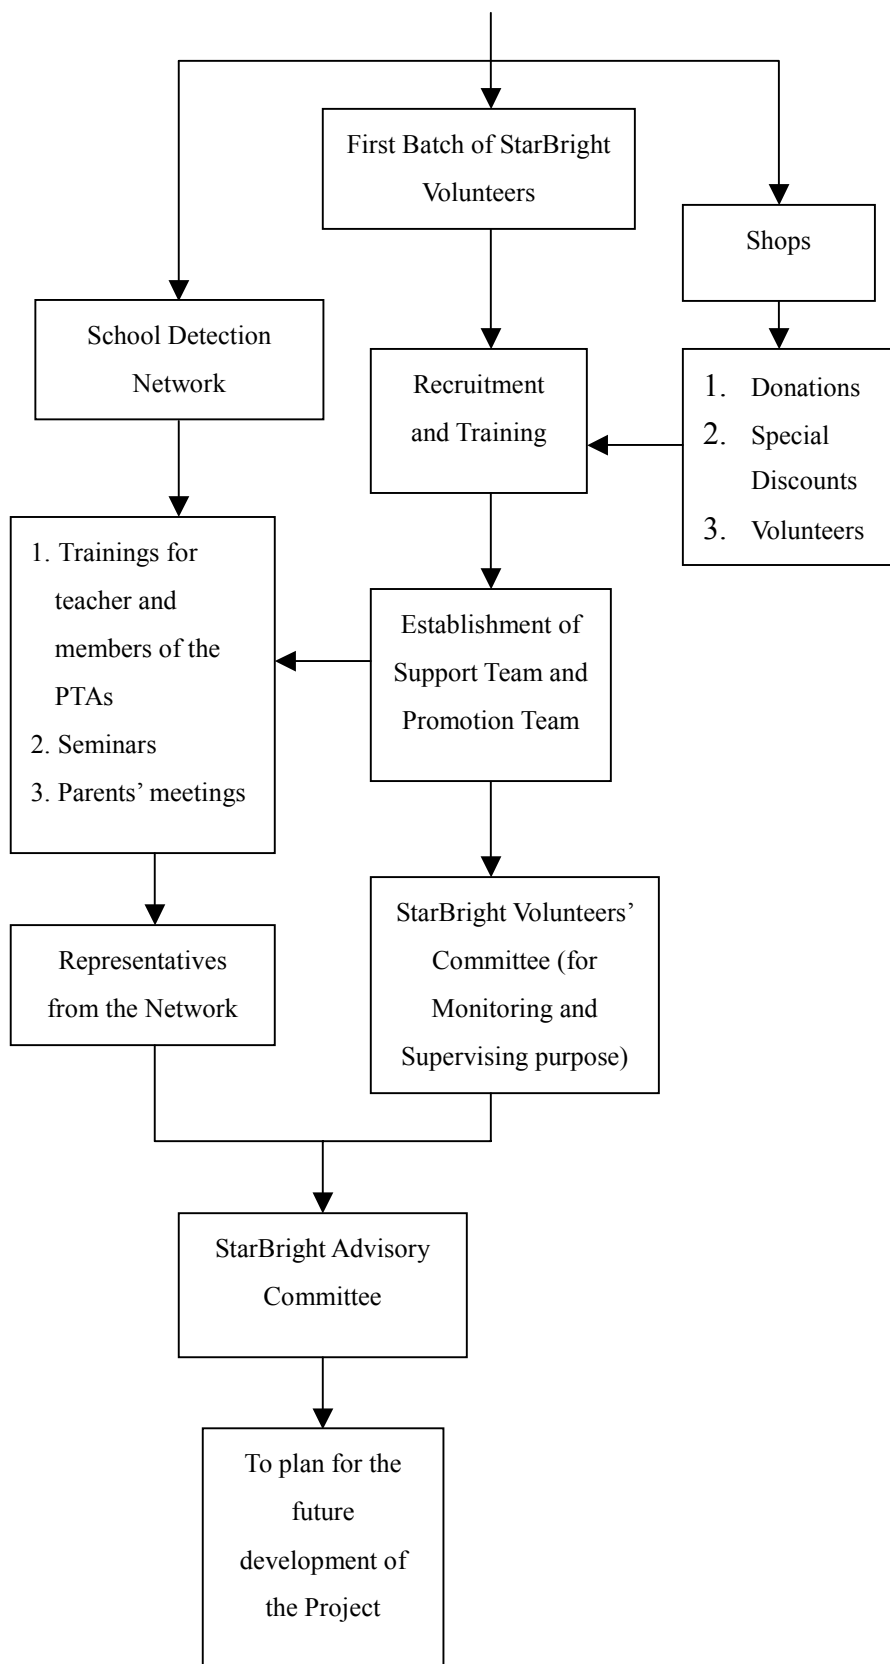 First Batch of StarBright
Volunteers
Shops
School Detection
Network
Recruitment
and Training
1. Donations
2. Special
Discounts
3. Volunteers
1. Trainings for
teacher and
members of the
PTAs
2. Seminars
3. Parents’ meetings
Establishment of
Support Team and
Promotion Team
Representatives
from the Network
StarBright Volunteers’
Committee (for
Monitoring and
Supervising purpose)
StarBright Advisory
Committee
To plan for the
future
development of
the Project